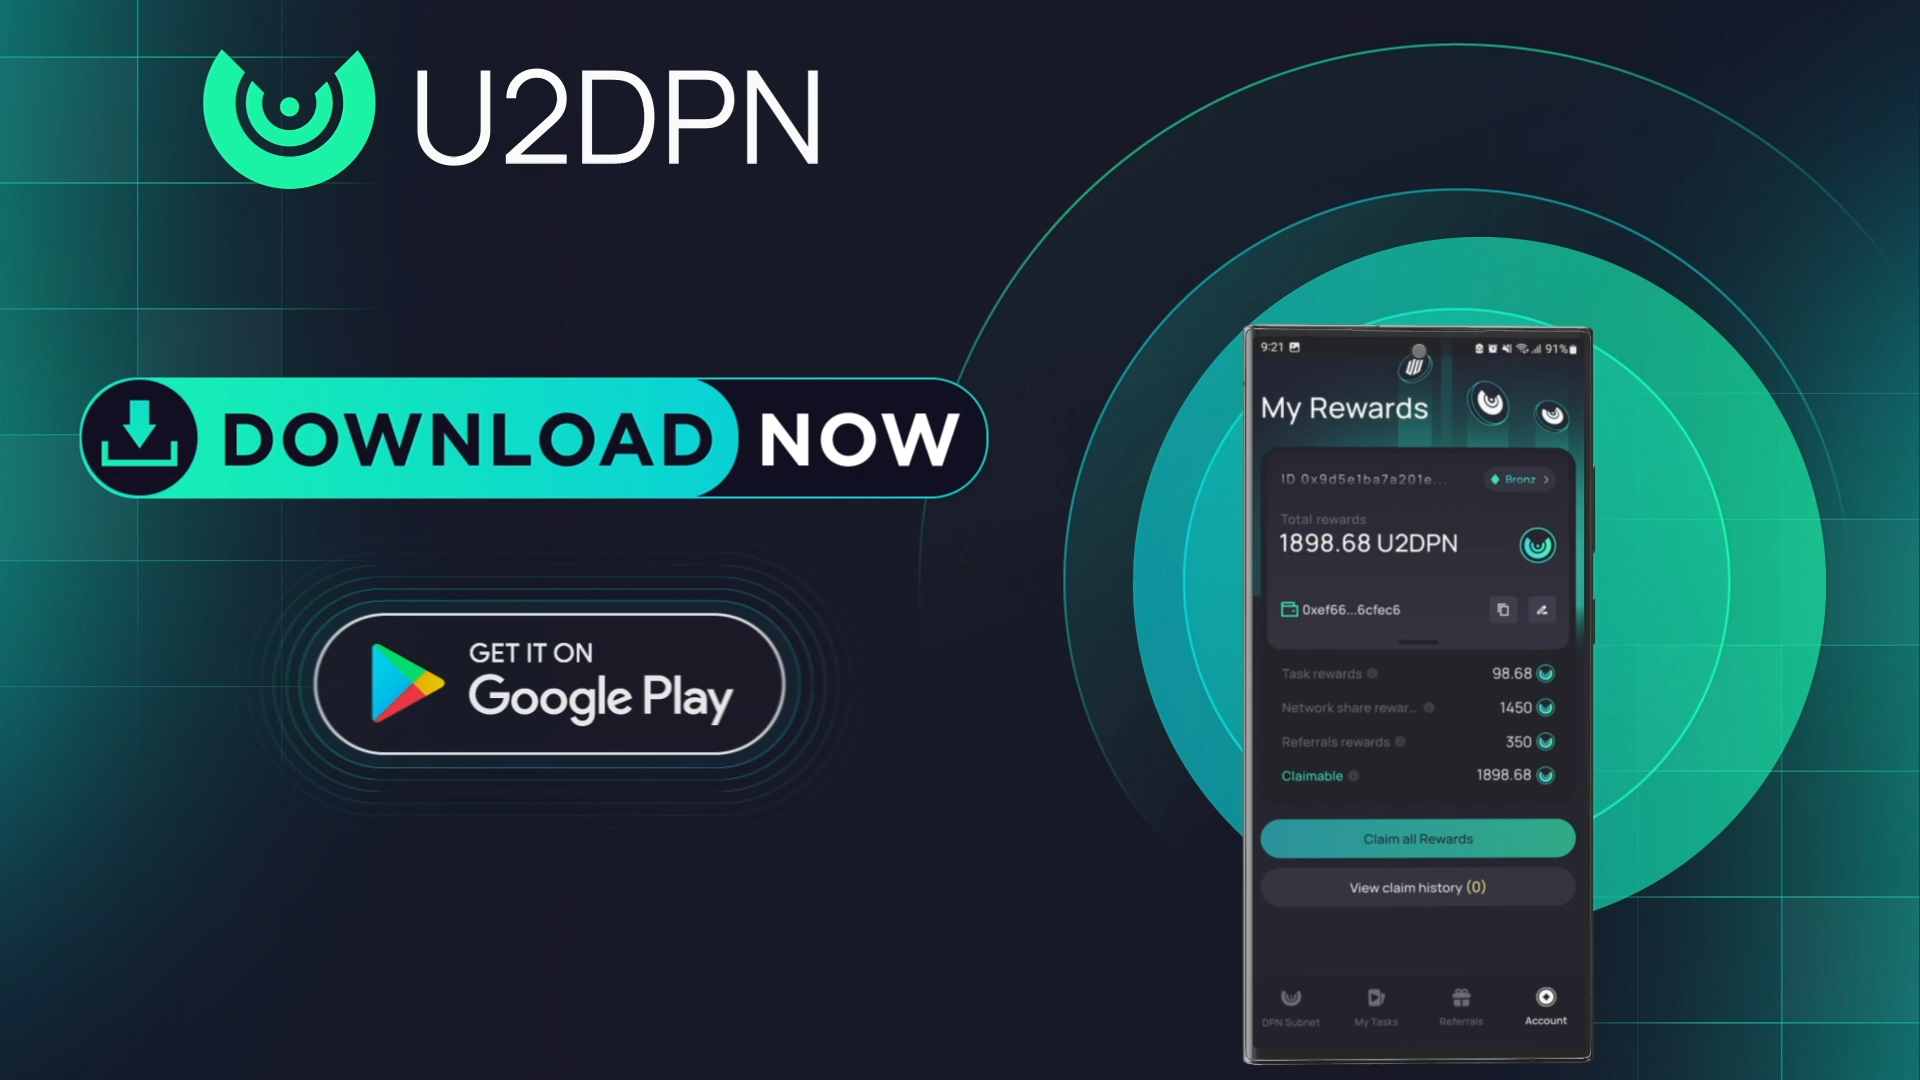 U2DPN
DOWNLOAD NOW
GET IT ON
Google Play
9:21
91%
My Rewards
ID 0x9d5e1ba7a201e...
Bronz
Total rewards
1898.68 U2DPN
0xef66...6cfec6
Task rewards 98.68
Network share rewar... 1450
Referrals rewards 350
Claimable 1898.68
Claim all Rewards
View claim history (0)
DPN Subnet My Tasks Referrals Account